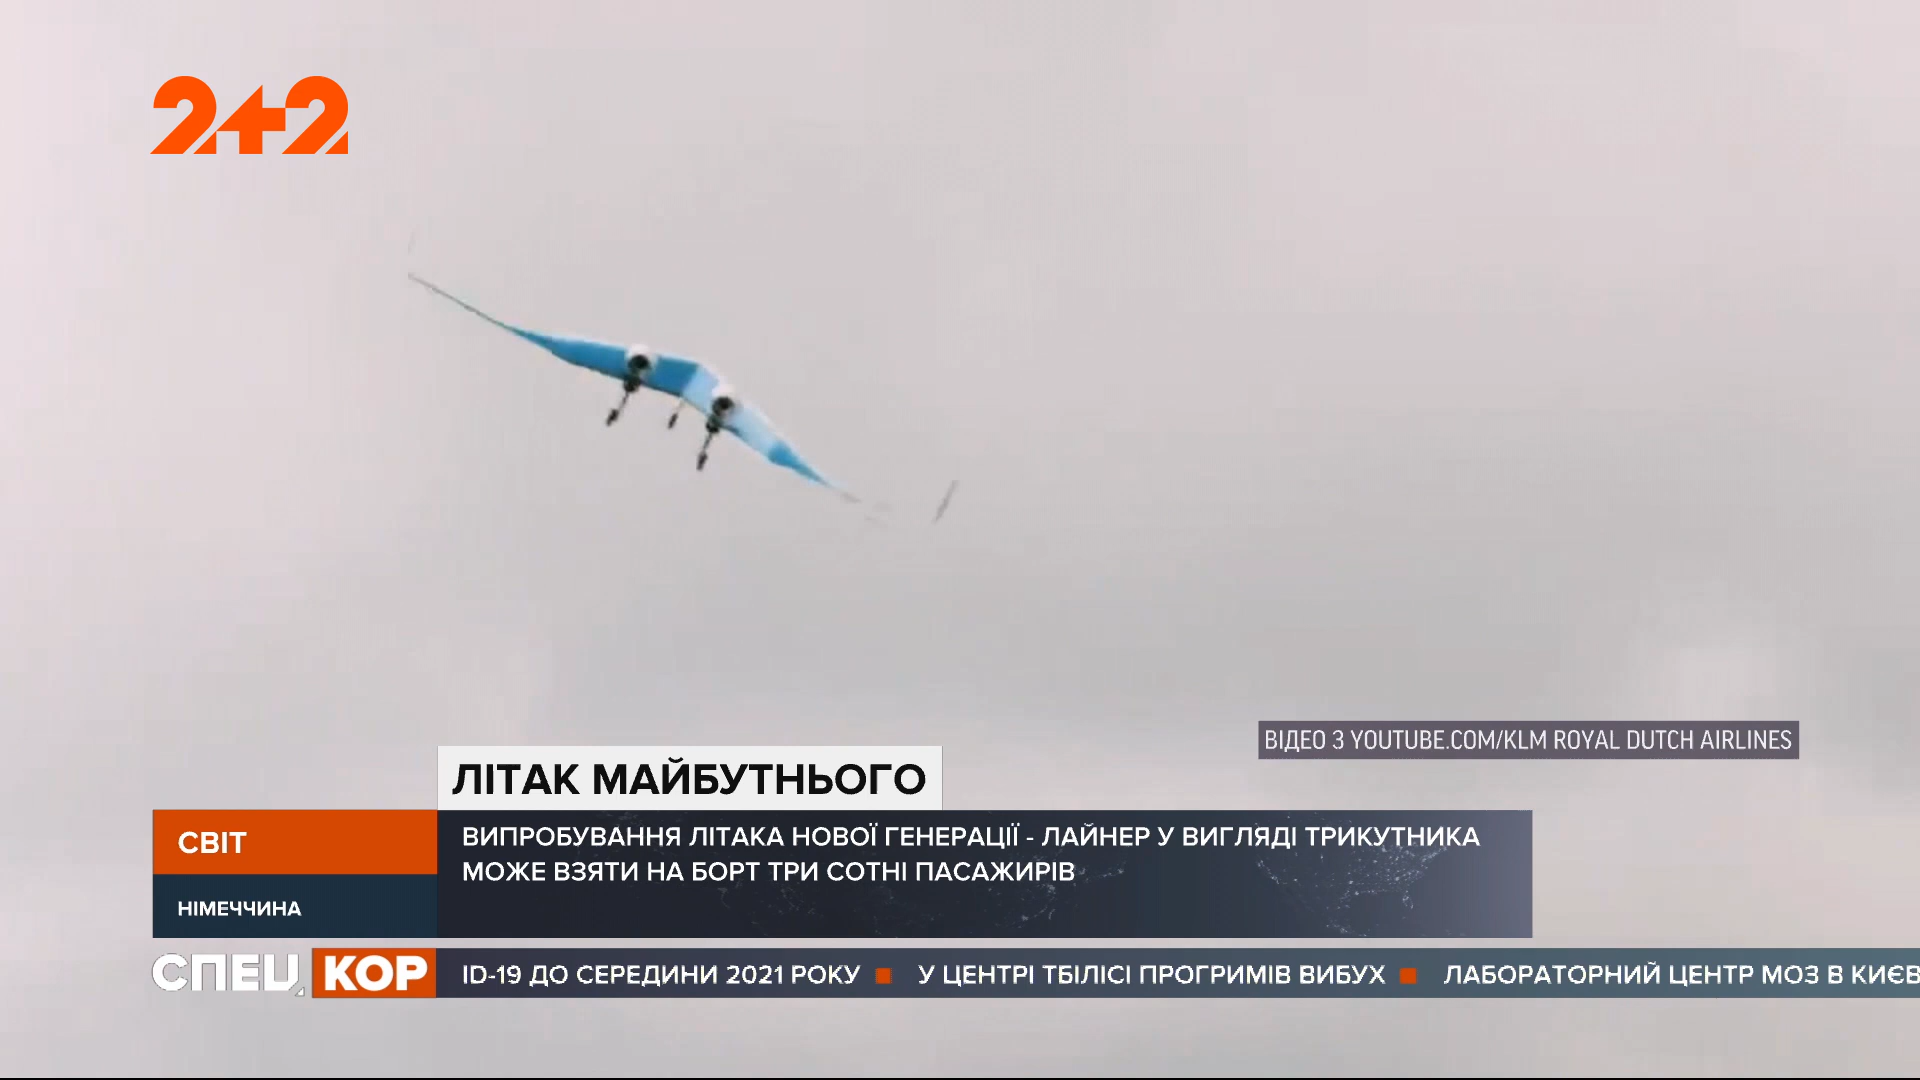 2+2
ВІДЕО З YOUTUBE.COM/KLM ROYAL DUTCH AIRLINES
ЛІТАК МАЙБУТНЬОГО
СВІТ
ВИПРОБУВАННЯ ЛІТАКА НОВОЇ ГЕНЕРАЦІЇ - ЛАЙНЕР У ВИГЛЯДІ ТРИКУТНИКА
МОЖЕ ВЗЯТИ НА БОРТ ТРИ СОТНІ ПАСАЖИРІВ
НІМЕЧЧИНА
СПЕЦ КОР
ID-19 ДО СЕРЕДИНИ 2021 РОКУ ■ У ЦЕНТРІ ТБІЛІСІ ПРОГРИМІВ ВИБУХ ■ ЛАБОРАТОРНИЙ ЦЕНТР МОЗ В КИЄВ